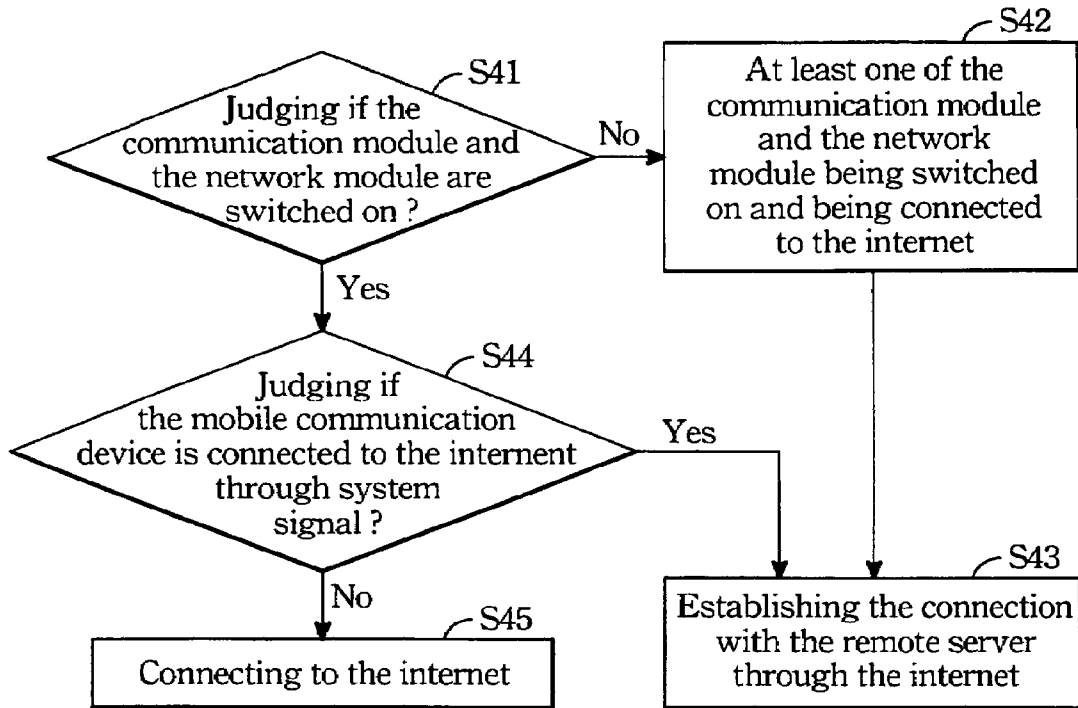 S41
Judging if the
communication module and
the network module are
switched on ?
No
S42
At least one of the
communication module
and the network
module being switched
on and being connected
to the internet
Yes
S44
Judging if
the mobile communication
device is connected to the internent
through system
signal ?
Yes
No
S43
Establishing the connection
with the remote server
through the internet
S45
Connecting to the internet